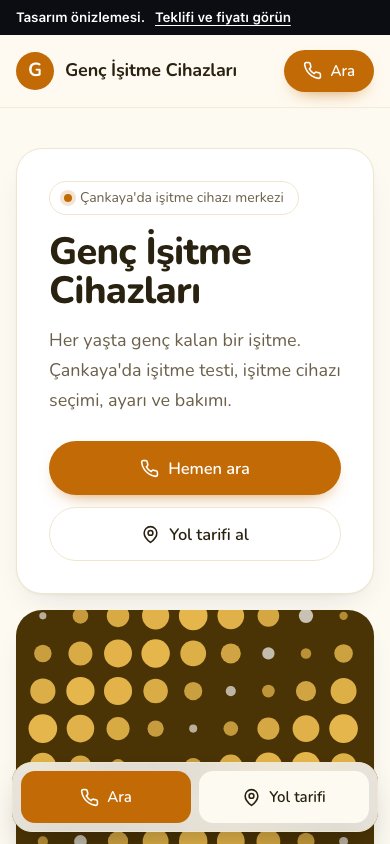 Tasarım önizlemesi. Teklifi ve fiyatı görün
G Genç İşitme Cihazları Ara
Çankaya'da işitme cihazı merkezi
Genç İşitme
Cihazları
Her yaşta genç kalan bir işitme.
Çankaya'da işitme testi, işitme cihazı
seçimi, ayarı ve bakımı.
Hemen ara
Yol tarifi al
Ara Yol tarifi